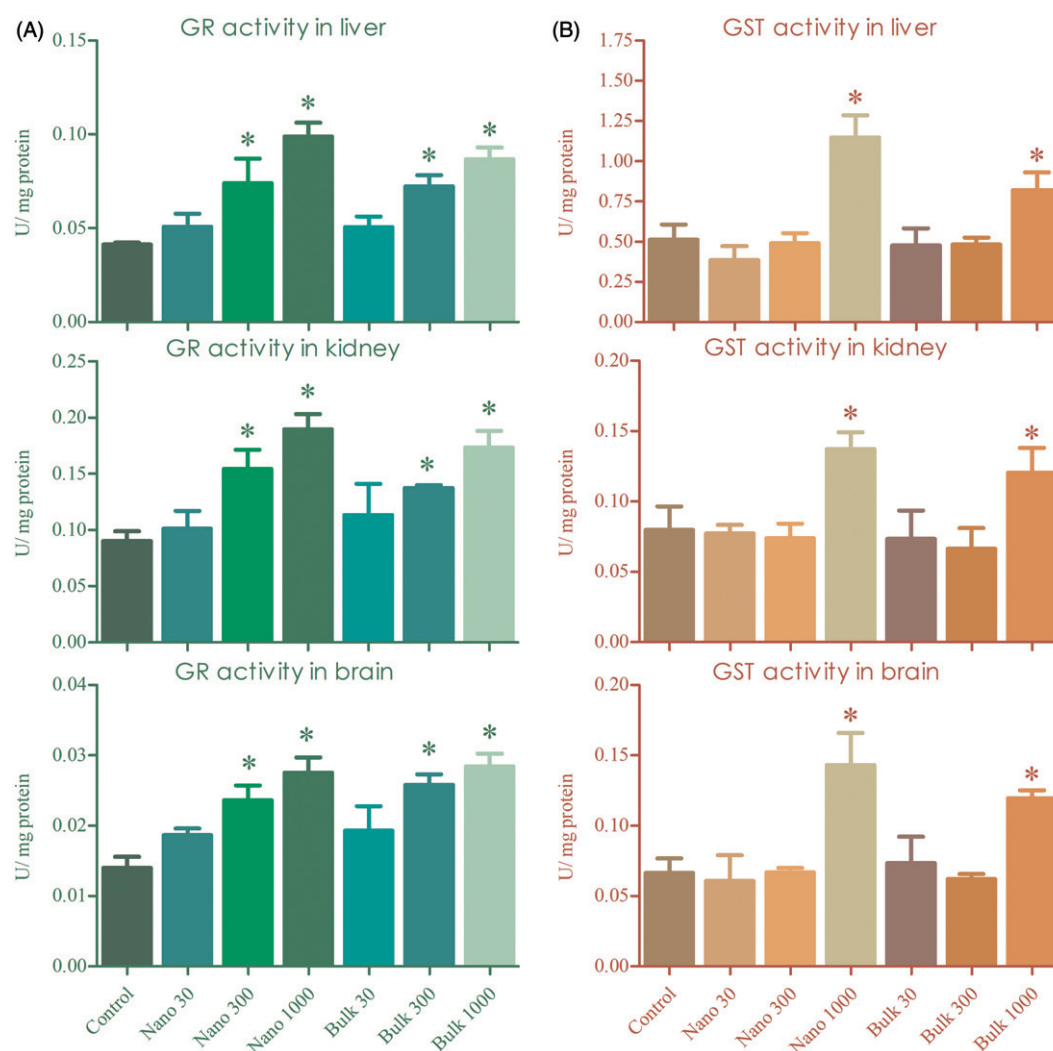 (A)
GR activity in liver
0.15
0.10
0.05
0.00
U/ mg protein
*
*
*
*
GR activity in kidney
0.25
0.20
0.15
0.10
0.05
0.00
U/ mg protein
*
*
*
*
GR activity in brain
0.04
0.03
0.02
0.01
0.00
U/ mg protein
*
*
*
*
Control
Nano 30
Nano 300
Nano 1000
Bulk 30
Bulk 300
Bulk 1000
(B)
GST activity in liver
1.75
1.50
1.25
1.00
0.75
0.50
0.25
0.00
U/ mg protein
*
*
GST activity in kidney
0.20
0.15
0.10
0.05
0.00
U/ mg protein
*
*
GST activity in brain
0.20
0.15
0.10
0.05
0.00
U/ mg protein
*
*
Control
Nano 30
Nano 300
Nano 1000
Bulk 30
Bulk 300
Bulk 1000